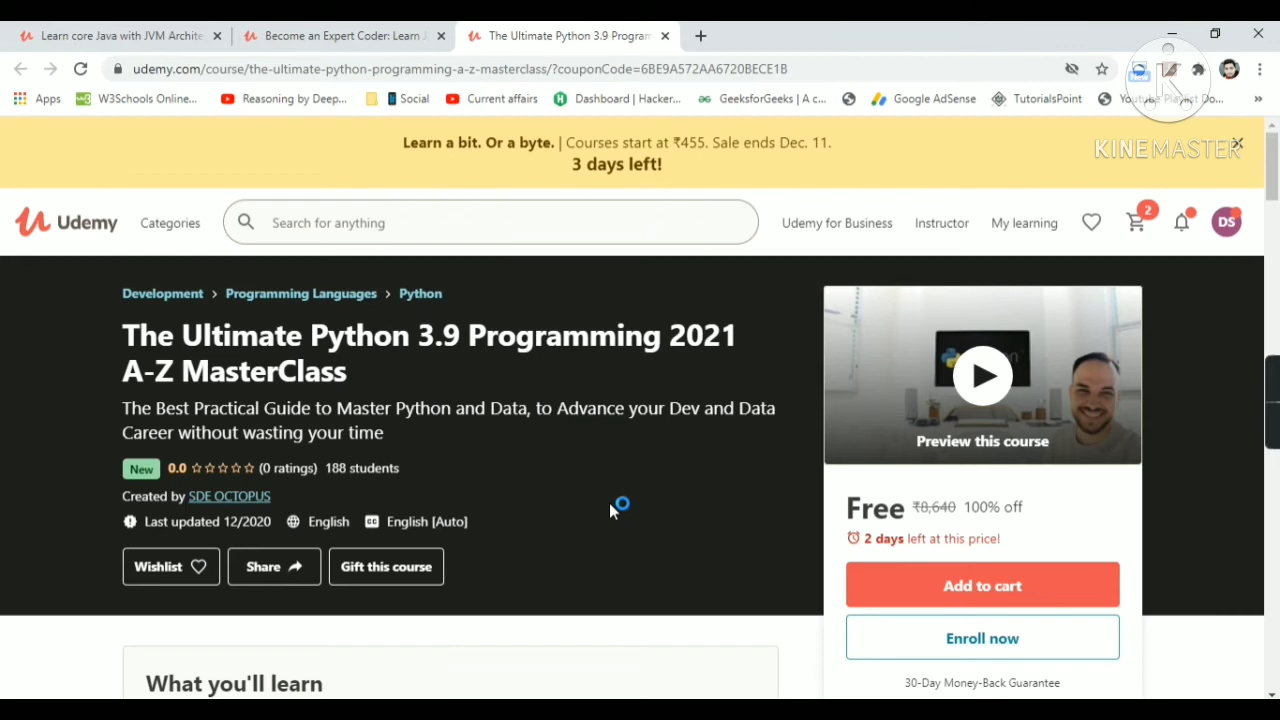 Learn core Java with JVM Archite
Become an Expert Coder: Learn J
The Ultimate Python 3.9 Program
udemy.com/course/the-ultimate-python-programming-a-z-masterclass/?couponCode=6BE9A572AA6720BECE1B
Apps
W3Schools Online...
Reasoning by Deep...
Social
Current affairs
Dashboard | Hacker...
GeeksforGeeks | A c...
Google AdSense
TutorialsPoint
Youtube Playlist Do...
K
KINEMASTER
Learn a bit. Or a byte. | Courses start at ₹455. Sale ends Dec. 11.
3 days left!
Udemy
Categories
Search for anything
Udemy for Business
Instructor
My learning
2
DS
Development > Programming Languages > Python
The Ultimate Python 3.9 Programming 2021
A-Z MasterClass
The Best Practical Guide to Master Python and Data, to Advance your Dev and Data
Career without wasting your time
New 0.0 (0 ratings) 188 students
Created by SDE OCTOPUS
Last updated 12/2020 English CC English [Auto]
Wishlist
Share
Gift this course
Preview this course
Free ₹8,640 100% off
2 days left at this price!
Add to cart
Enroll now
30-Day Money-Back Guarantee
What you'll learn